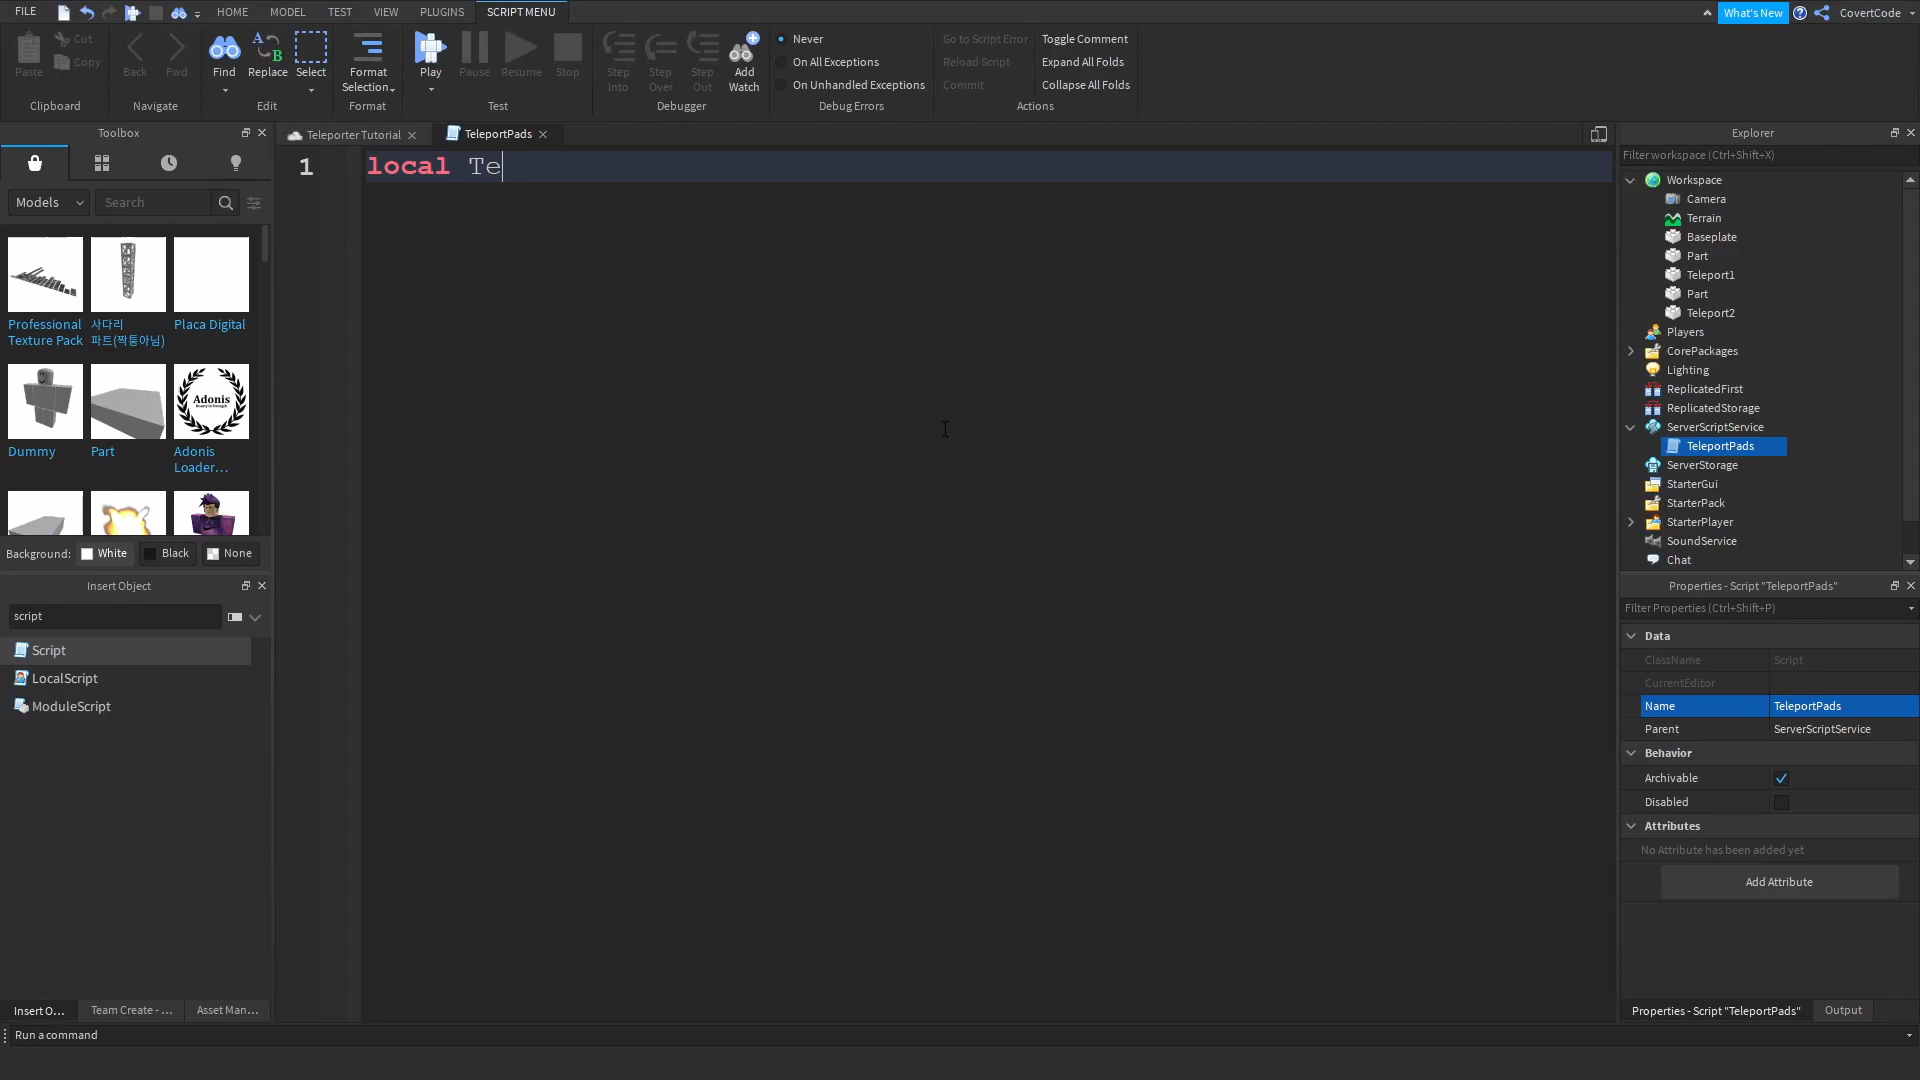 FILE HOME MODEL TEST VIEW PLUGINS SCRIPT MENU What's New CovertCode
Paste
Cut
Copy
Clipboard
Back Fwd
Navigate
Find Replace Select
Edit
Format
Selection
Format
Play Pause Resume Stop
Test
Step
Into
Step
Over
Step
Out
Add
Watch
Debugger
Never
On All Exceptions
On Unhandled Exceptions
Debug Errors
Go to Script Error
Reload Script
Commit
Toggle Comment
Expand All Folds
Collapse All Folds
Actions
Toolbox
Models Search
Professional
Texture Pack
사다리
파트(짝퉁아님)
Placa Digital
Dummy
Part
Adonis
Adonis
Loader...
Background: White Black None
Insert Object
script
Script
LocalScript
ModuleScript
Insert O... Team Create - ... Asset Man...
Run a command
Teleporter Tutorial TeleportPads
1 local Te
Explorer
Filter workspace (Ctrl+Shift+X)
Workspace
Camera
Terrain
Baseplate
Part
Teleport1
Part
Teleport2
Players
CorePackages
Lighting
ReplicatedFirst
ReplicatedStorage
ServerScriptService
TeleportPads
ServerStorage
StarterGui
StarterPack
StarterPlayer
SoundService
Chat
Properties - Script "TeleportPads"
Filter Properties (Ctrl+Shift+P)
Data
ClassName Script
CurrentEditor
Name TeleportPads
Parent ServerScriptService
Behavior
Archivable
Disabled
Attributes
No Attribute has been added yet
Add Attribute
Properties - Script "TeleportPads" Output